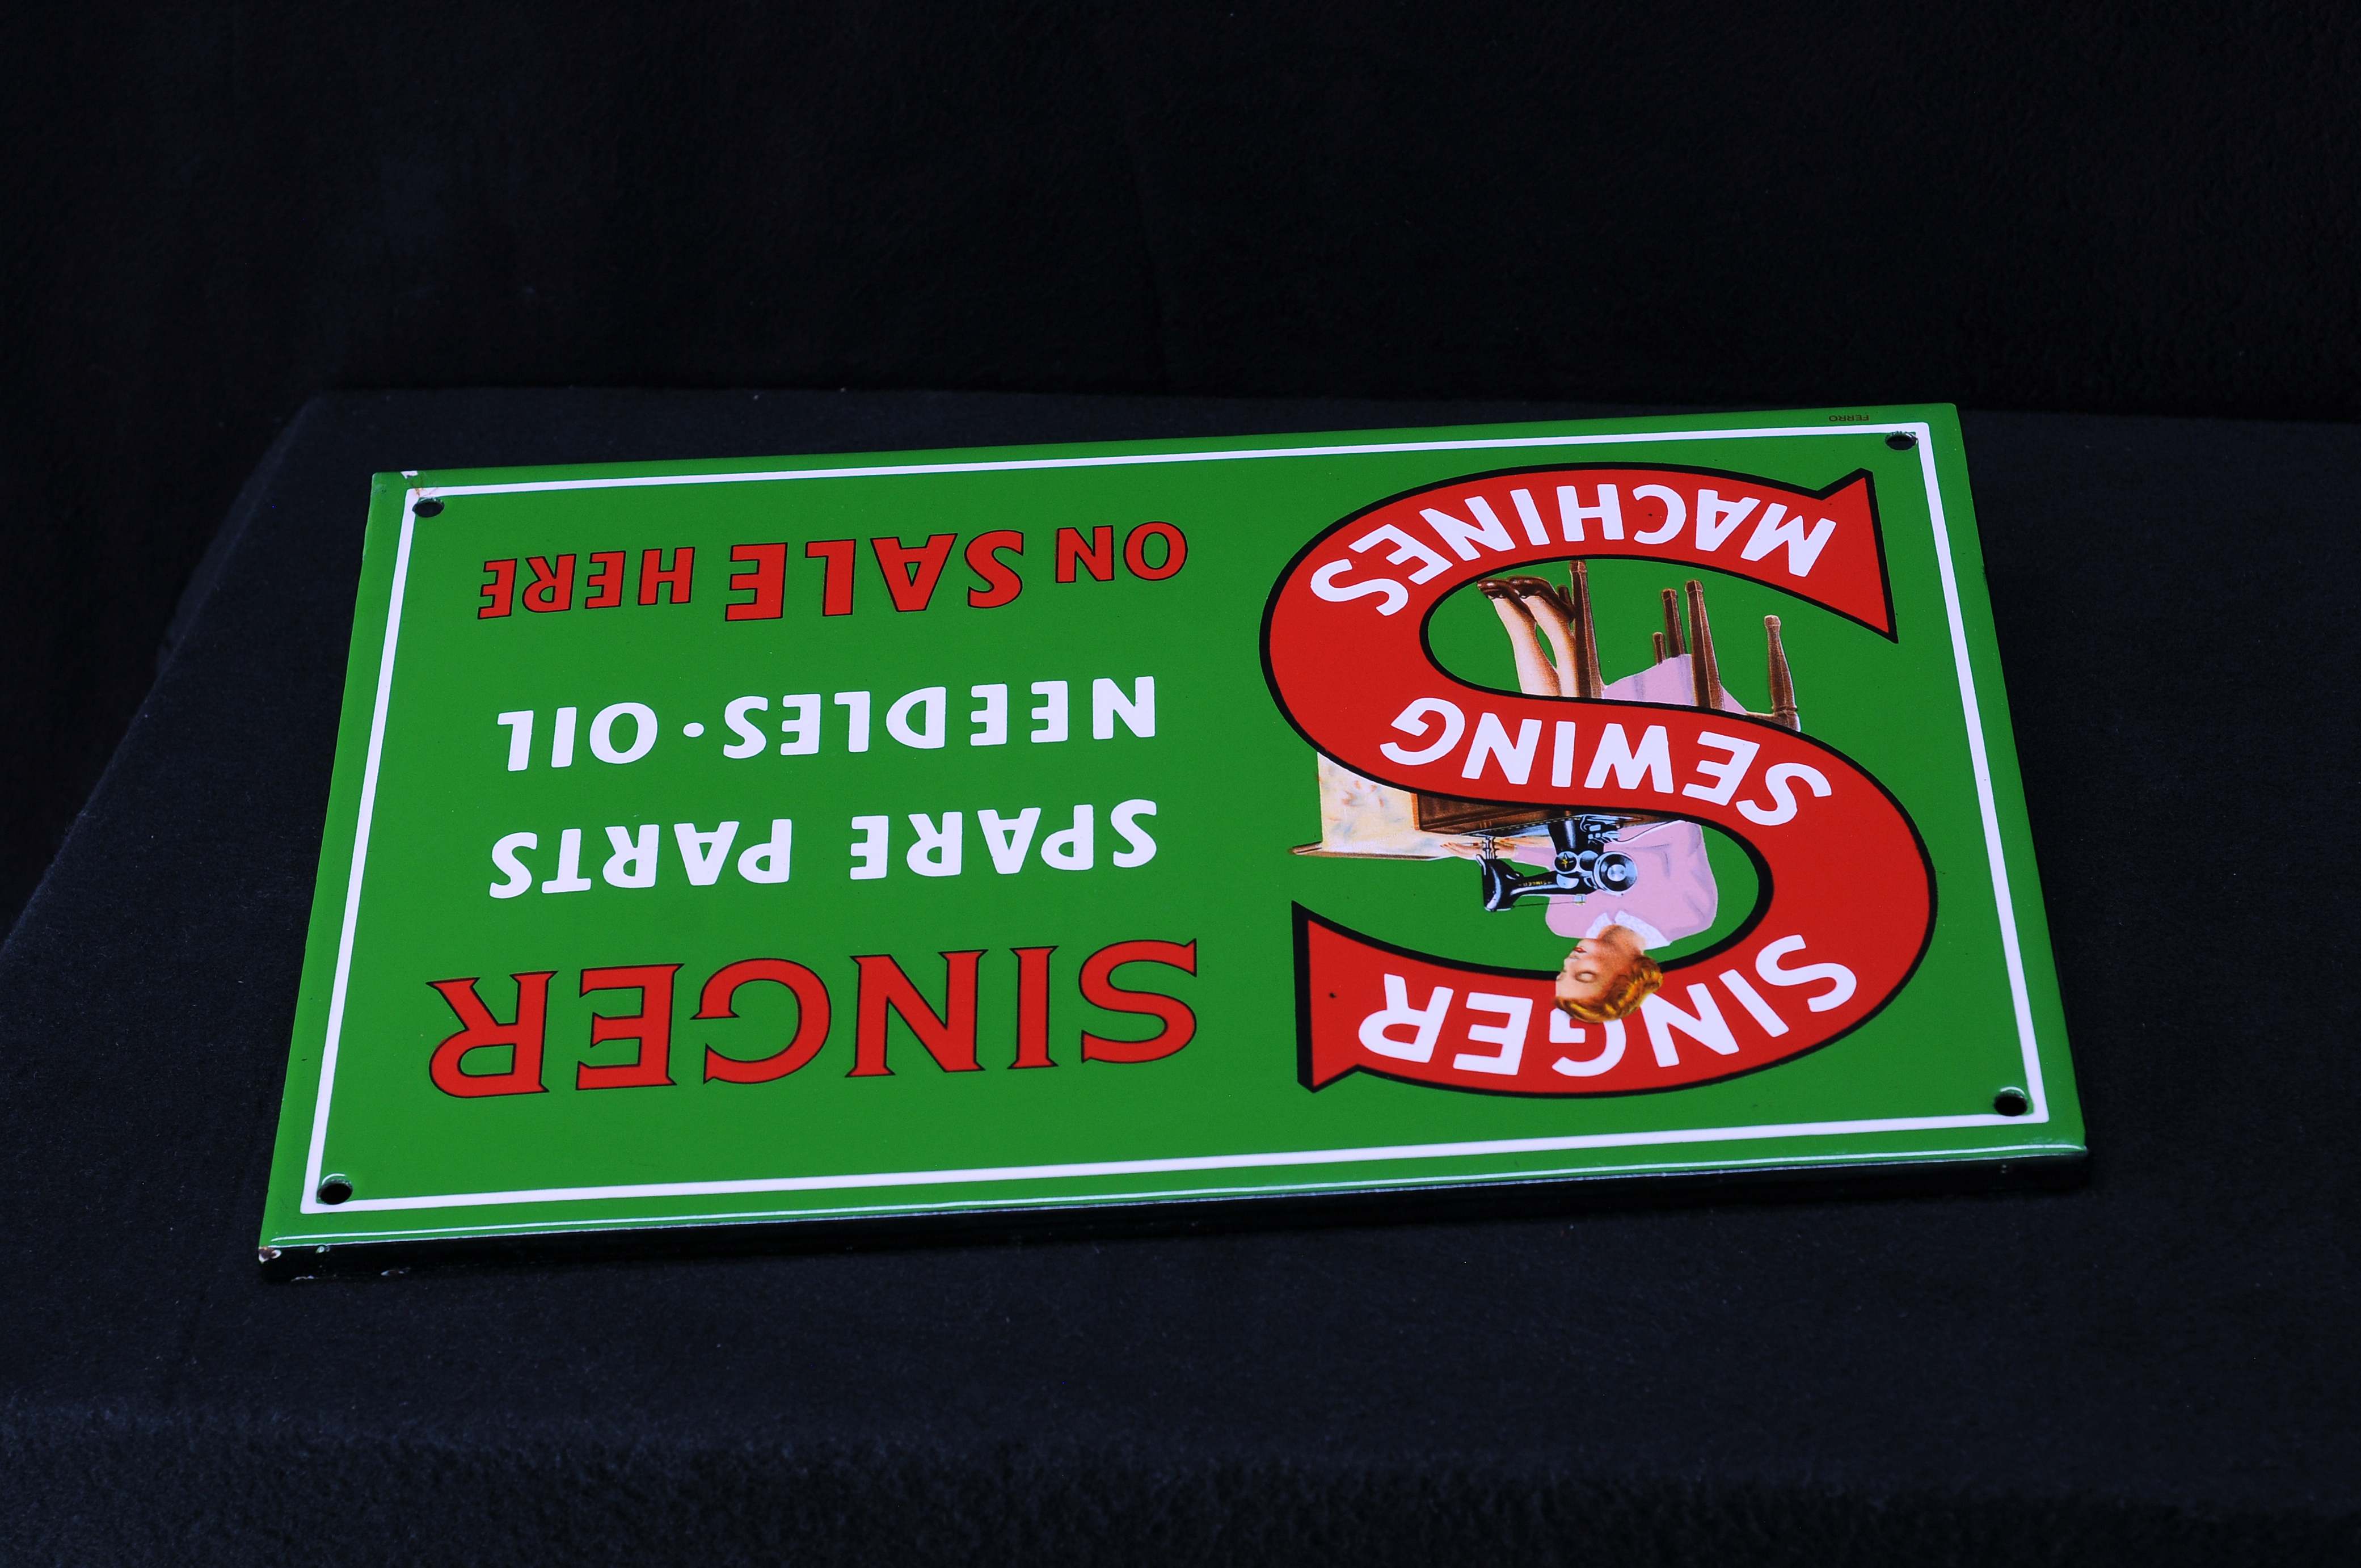 SINGER
SEWING
MACHINES
SINGER
SPARE PARTS
NEEDLES·OIL
ON SALE HERE
FERRO